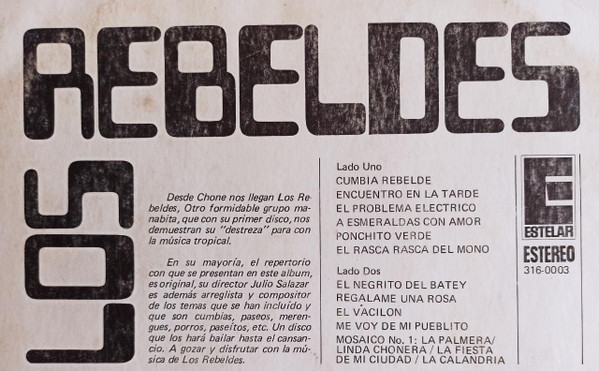 LOS REBELDES
Desde Chone nos llegan Los Re-
beldes, Otro formidable grupo ma-
nabita, que con su primer disco, nos
demuestran su "destreza" para con
la música tropical.
En su mayoría, el repertorio
con que se presentan en este album,
es original, su director Julio Salazar
es además arreglista y compositor
de los temas que se han incluído y
que son cumbias, paseos, meren-
gues, porros, paseítos, etc. Un disco
que los hará bailar hasta el cansan-
cio. A gozar y disfrutar con la mú-
sica de Los Rebeldes.
Lado Uno
CUMBIA REBELDE
ENCUENTRO EN LA TARDE
EL PROBLEMA ELECTRICO
A ESMERALDAS CON AMOR
PONCHITO VERDE
EL RASCA RASCA DEL MONO
Lado Dos
EL NEGRITO DEL BATEY
REGALAME UNA ROSA
EL VACILON
ME VOY DE MI PUEBLITO
MOSAICO No. 1: LA PALMERA/
LINDA CHONERA / LA FIESTA
DE MI CIUDAD / LA CALANDRIA
E
ESTELAR
ESTEREO
316-0003